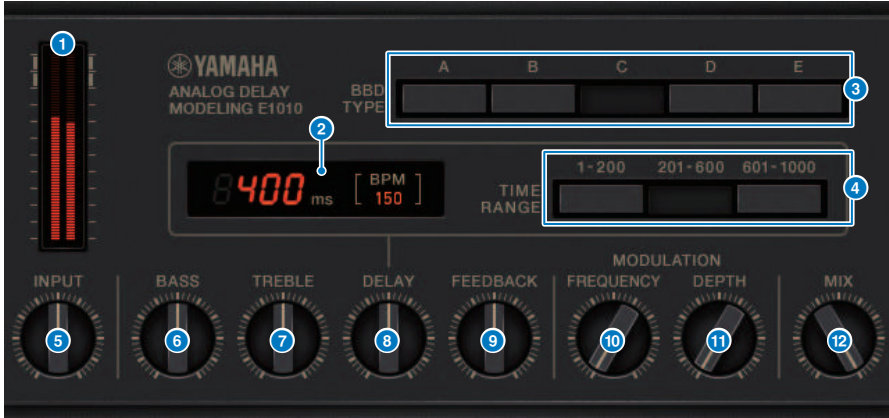 1
YAMAHA
ANALOG DELAY
MODELING E1010
BBD
TYPE
A B C D E
3
2
400 ms
[ BPM
150 ]
TIME
RANGE
1-200 201-600 601-1000
4
MODULATION
INPUT BASS TREBLE DELAY FEEDBACK FREQUENCY DEPTH MIX
5 6 7 8 9 10 11 12